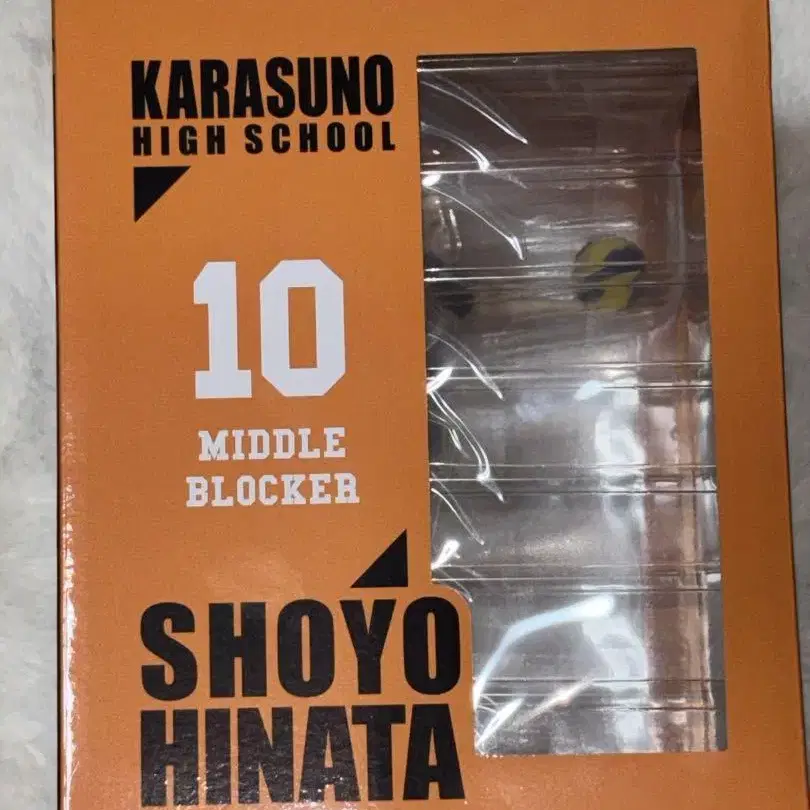 KARASUNO
HIGH SCHOOL
10
MIDDLE
BLOCKER
SHOYO
HINATA